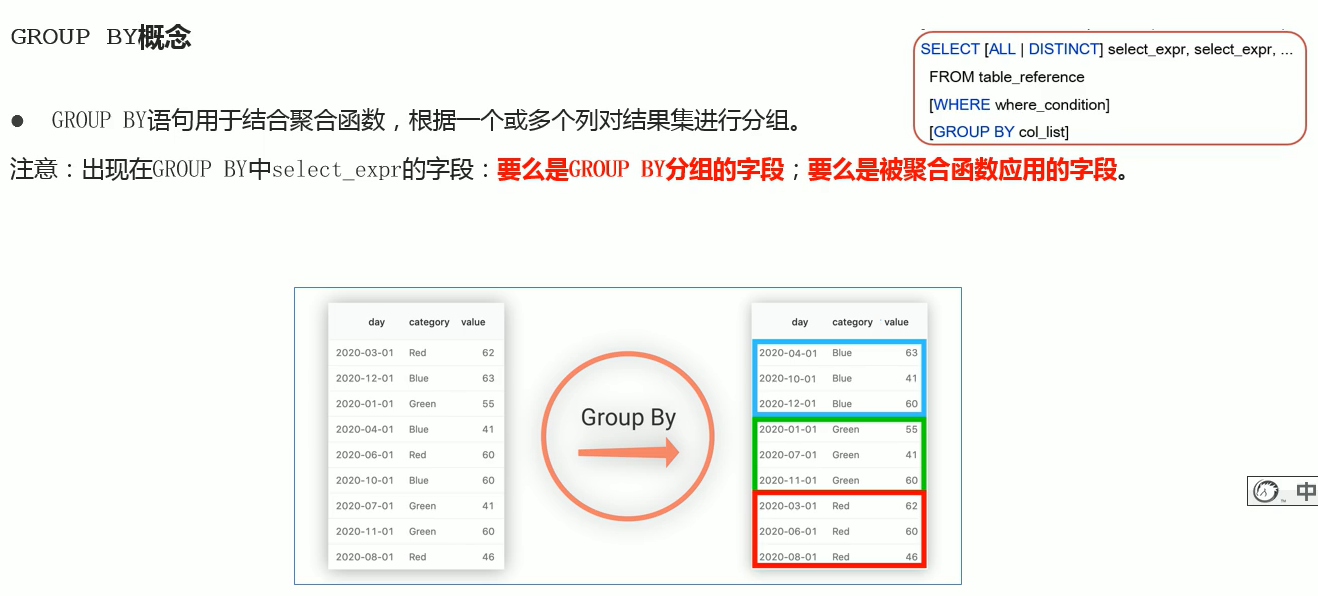 GROUP BY概念
SELECT [ALL | DISTINCT] select_expr, select_expr, ...
FROM table_reference
[WHERE where_condition]
[GROUP BY col_list]
● GROUP BY语句用于结合聚合函数，根据一个或多个列对结果集进行分组。
注意：出现在GROUP BY中select_expr的字段：要么是GROUP BY分组的字段；要么是被聚合函数应用的字段。
day category value
2020-03-01 Red 62
2020-12-01 Blue 63
2020-01-01 Green 55
2020-04-01 Blue 41
2020-06-01 Red 60
2020-10-01 Blue 60
2020-07-01 Green 41
2020-11-01 Green 60
2020-08-01 Red 46
Group By
day category value
2020-04-01 Blue 63
2020-10-01 Blue 41
2020-12-01 Blue 60
2020-01-01 Green 55
2020-07-01 Green 41
2020-11-01 Green 60
2020-03-01 Red 62
2020-06-01 Red 60
2020-08-01 Red 46
中